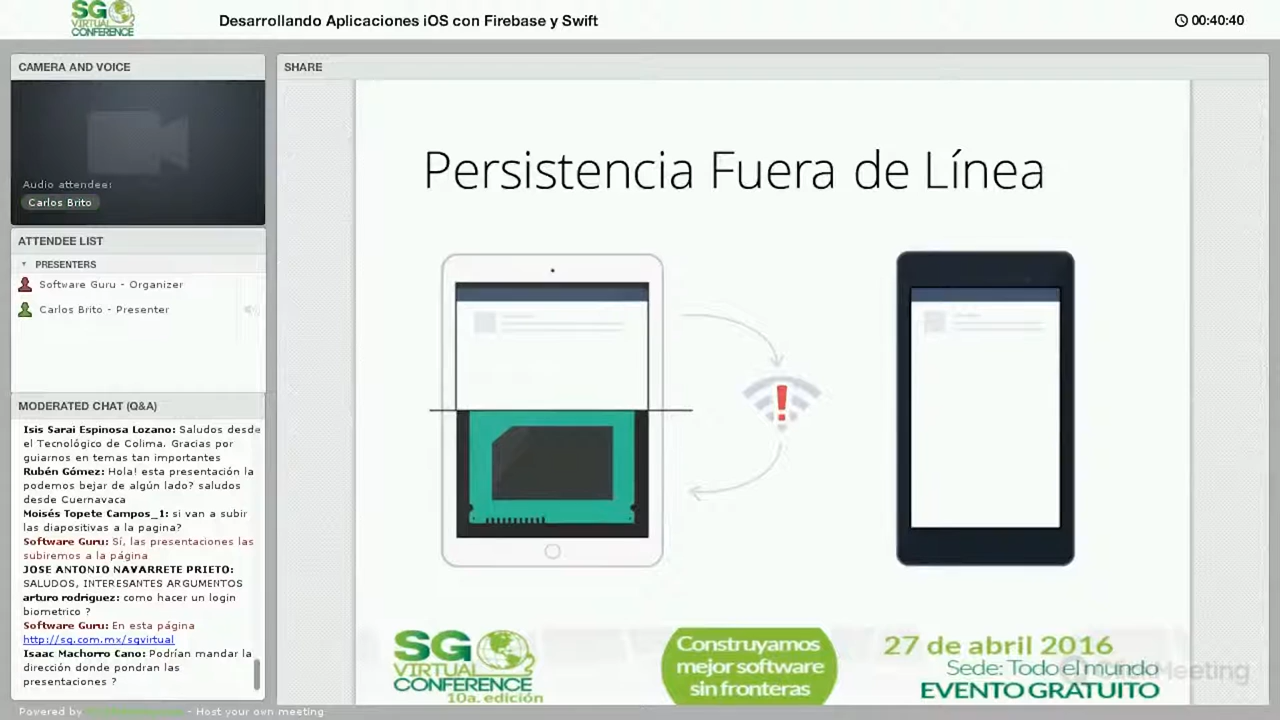 SG
VIRTUAL
CONFERENCE
Desarrollando Aplicaciones iOS con Firebase y Swift
00:40:40
CAMERA AND VOICE
SHARE
Audio attendee:
Carlos Brito
ATTENDEE LIST
PRESENTERS
Software Guru - Organizer
Carlos Brito - Presenter
MODERATED CHAT (Q&A)
Isis Sarai Espinosa Lozano: Saludos desde
el Tecnológico de Colima. Gracias por
guiarnos en temas tan importantes
Rubén Gómez: Hola! esta presentación la
podemos bejar de algún lado? saludos
desde Cuernavaca
Moisés Topete Campos_1: si van a subir
las diapositivas a la pagina?
Software Guru: Sí, las presentaciones las
subiremos a la página
JOSE ANTONIO NAVARRETE PRIETO:
SALUDOS, INTERESANTES ARGUMENTOS
arturo rodriguez: como hacer un login
biometrico ?
Software Guru: En esta página
http://sg.com.mx/sgvirtual
Isaac Machorro Cano: Podrían mandar la
dirección donde pondran las
presentaciones ?
Powered by
- Host your own meeting
Persistencia Fuera de Línea
!
SG
VIRTUAL
CONFERENCE
10a. edición
Construyamos
mejor software
sin fronteras
27 de abril 2016
Sede: Todo el mundo
EVENTO GRATUITO
ClickMeeting